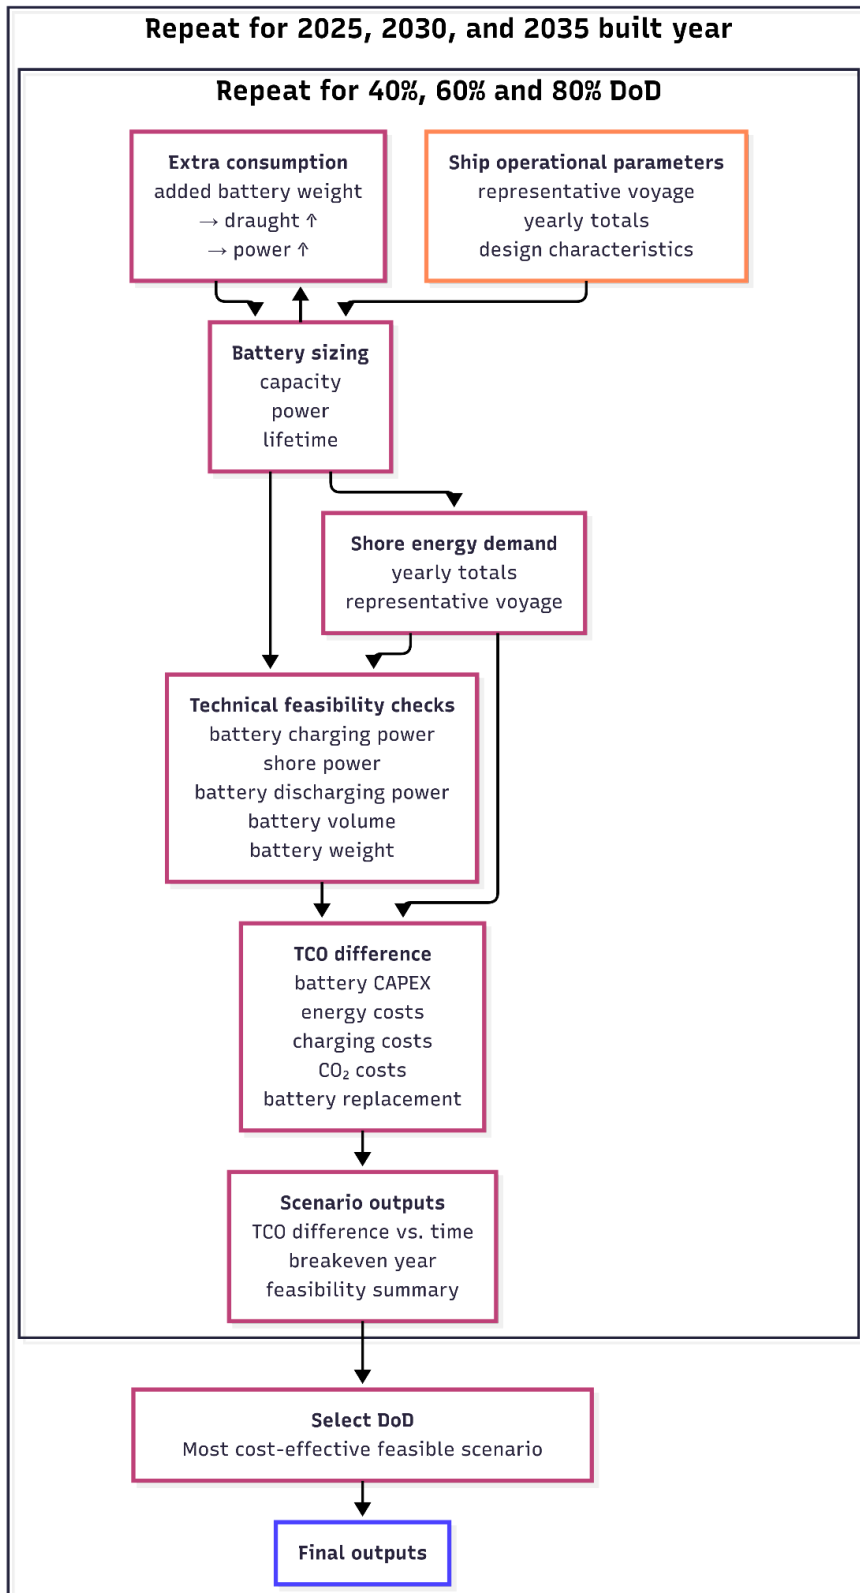 Repeat for 2025, 2030, and 2035 built year
Repeat for 40%, 60% and 80% DoD
Extra consumption
added battery weight
→ draught ↑
→ power ↑
Ship operational parameters
representative voyage
yearly totals
design characteristics
Battery sizing
capacity
power
lifetime
Shore energy demand
yearly totals
representative voyage
Technical feasibility checks
battery charging power
shore power
battery discharging power
battery volume
battery weight
TCO difference
battery CAPEX
energy costs
charging costs
CO₂ costs
battery replacement
Scenario outputs
TCO difference vs. time
breakeven year
feasibility summary
Select DoD
Most cost-effective feasible scenario
Final outputs